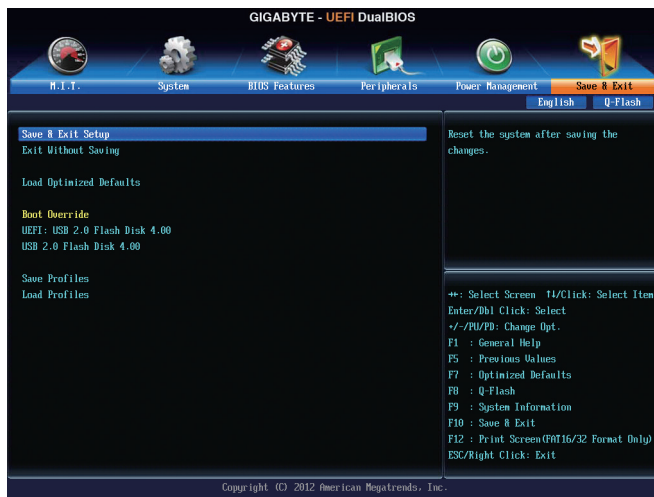 GIGABYTE - UEFI DualBIOS
M.I.T.
System
BIOS Features
Peripherals
Power Management
Save & Exit
English
Q-Flash
Save & Exit Setup
Exit Without Saving
Load Optimized Defaults
Boot Override
UEFI: USB 2.0 Flash Disk 4.00
USB 2.0 Flash Disk 4.00
Save Profiles
Load Profiles
Reset the system after saving the
changes.
→←: Select Screen ↑↓/Click: Select Item
Enter/Dbl Click: Select
+/-/PU/PD: Change Opt.
F1 : General Help
F5 : Previous Values
F7 : Optimized Defaults
F8 : Q-Flash
F9 : System Information
F10 : Save & Exit
F12 : Print Screen(FAT16/32 Format Only)
ESC/Right Click: Exit
Copyright (C) 2012 American Megatrends, Inc.